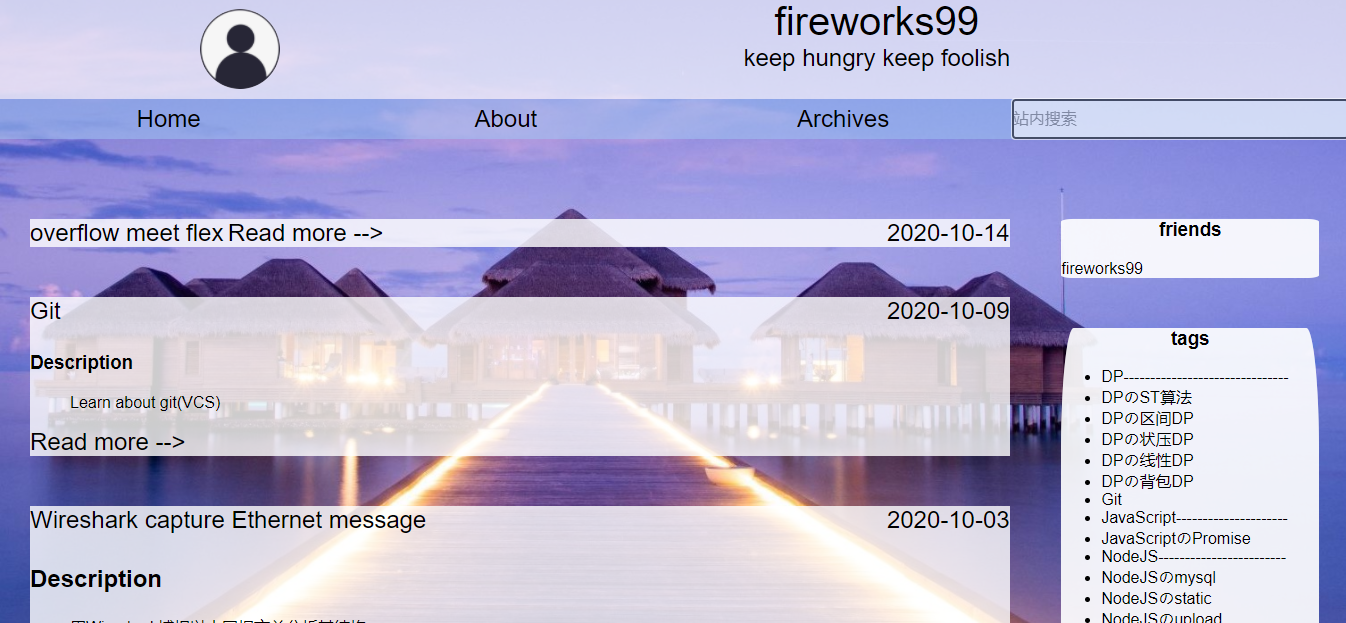 fireworks99
keep hungry keep foolish
Home About Archives 站内搜索
overflow meet flex Read more --> 2020-10-14
Git 2020-10-09
Description
Learn about git(VCS)
Read more -->
Wireshark capture Ethernet message 2020-10-03
Description
friends
fireworks99
tags
DP-------------------------------
DPのST算法
DPの区间DP
DPの状压DP
DPの线性DP
DPの背包DP
Git
JavaScript---------------------
JavaScriptのPromise
NodeJS------------------------
NodeJSのmysql
NodeJSのstatic
NodeJSのupload